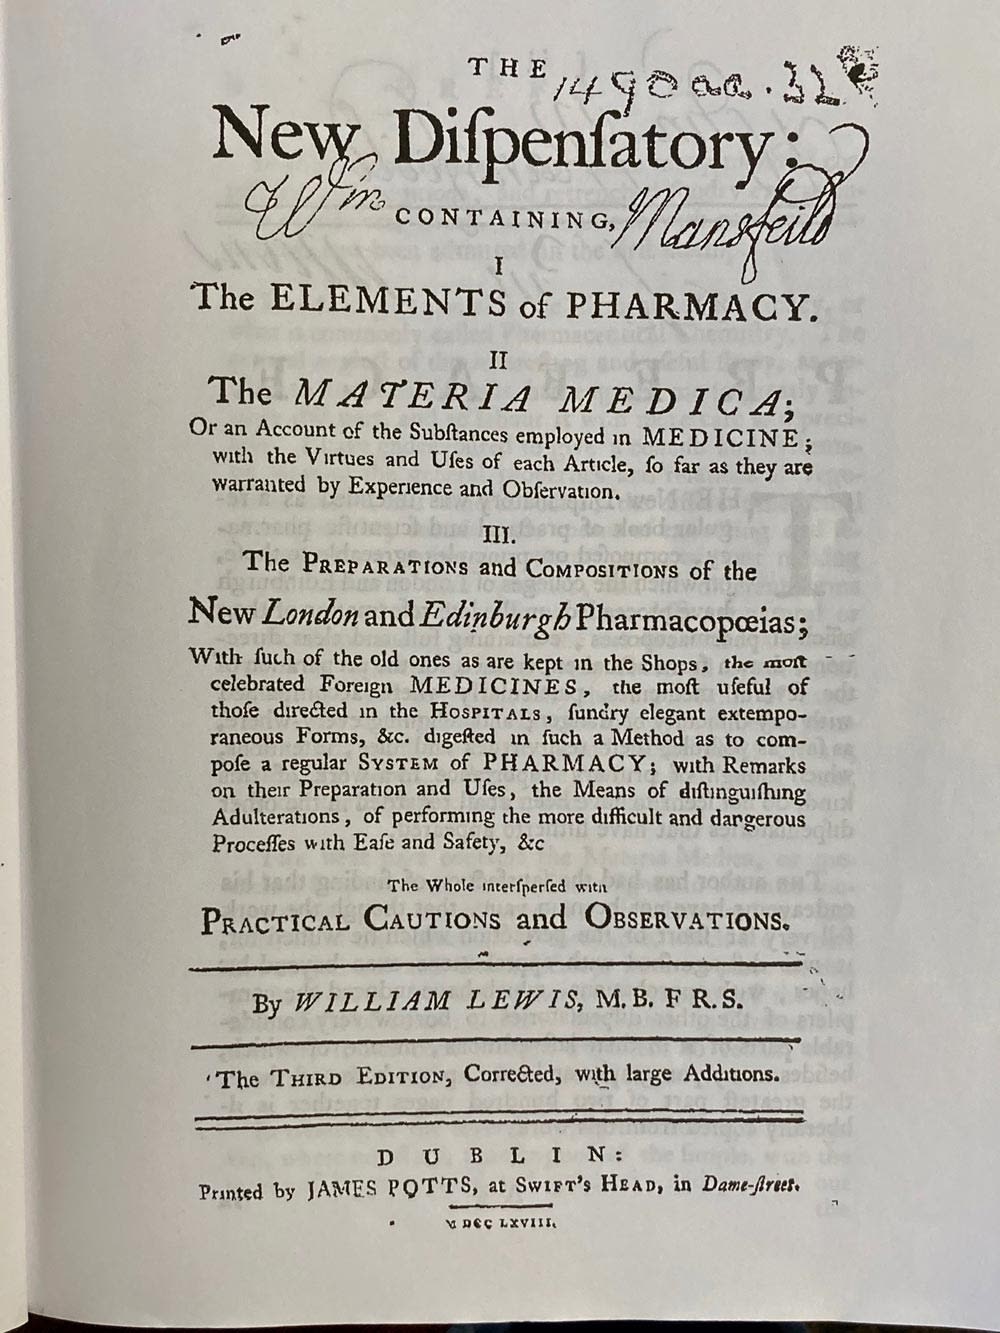 THE
1490 aa. 32
New Diſpenſatory:
Wm Mansfeild
CONTAINING,
I
The ELEMENTS of PHARMACY.
II
The MATERIA MEDICA;
Or an Account of the Subſtances employed in MEDICINE;
with the Virtues and Uſes of each Article, ſo far as they are
warranted by Experience and Obſervation.
III.
The PREPARATIONS and COMPOSITIONS of the
New London and Edinburgh Pharmacopœias;
With ſuch of the old ones as are kept in the Shops, the moſt
celebrated Foreign MEDICINES, the moſt uſeful of
thoſe directed in the HOSPITALS, ſundry elegant extempo-
raneous Forms, &c. digeſted in ſuch a Method as to com-
poſe a regular SYSTEM of PHARMACY; with Remarks
on their Preparation and Uſes, the Means of diſtinguiſhing
Adulterations, of performing the more difficult and dangerous
Proceſſes with Eaſe and Safety, &c
The Whole interſperſed with
PRACTICAL CAUTIONS and OBSERVATIONS.
By WILLIAM LEWIS, M.B. F R.S.
The THIRD EDITION, Corrected, with large Additions.
DUBLIN:
Printed by JAMES POTTS, at SWIFT'S HEAD, in Dame-ſtreet.
M DCC LXVIII.